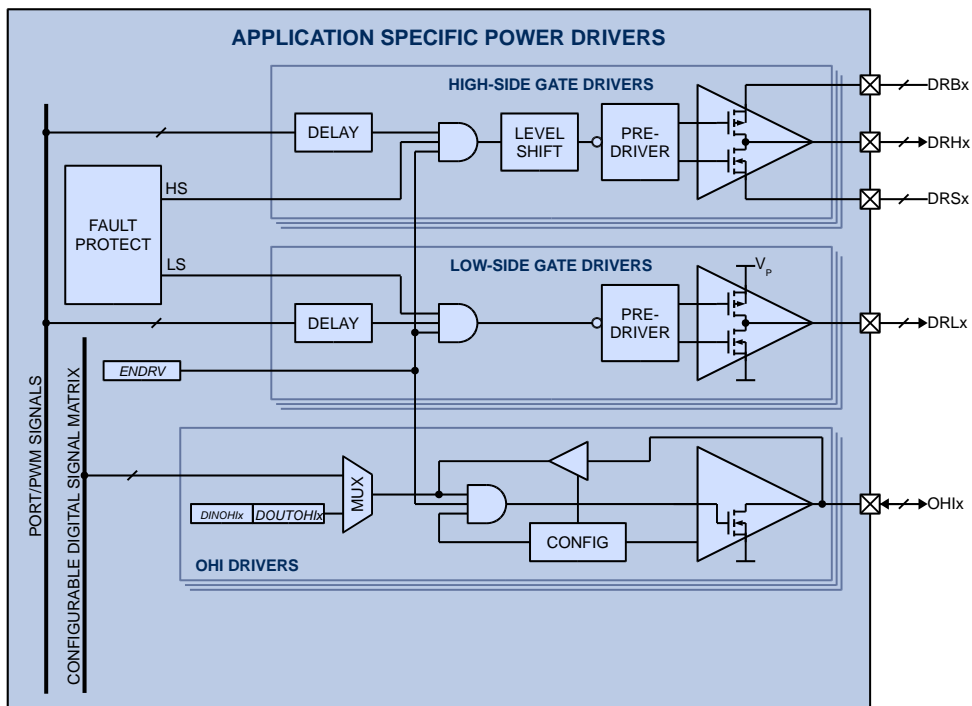 APPLICATION SPECIFIC POWER DRIVERS
HIGH-SIDE GATE DRIVERS
DRBx
DELAY
LEVEL
SHIFT
PRE-
DRIVER
DRHx
HS
DRSx
FAULT
PROTECT
LS
LOW-SIDE GATE DRIVERS
VP
DELAY
PRE-
DRIVER
DRLx
ENDRV
PORT/PWM SIGNALS
CONFIGURABLE DIGITAL SIGNAL MATRIX
MUX
DINOHIx
DOUTOHIx
CONFIG
OHIx
OHI DRIVERS